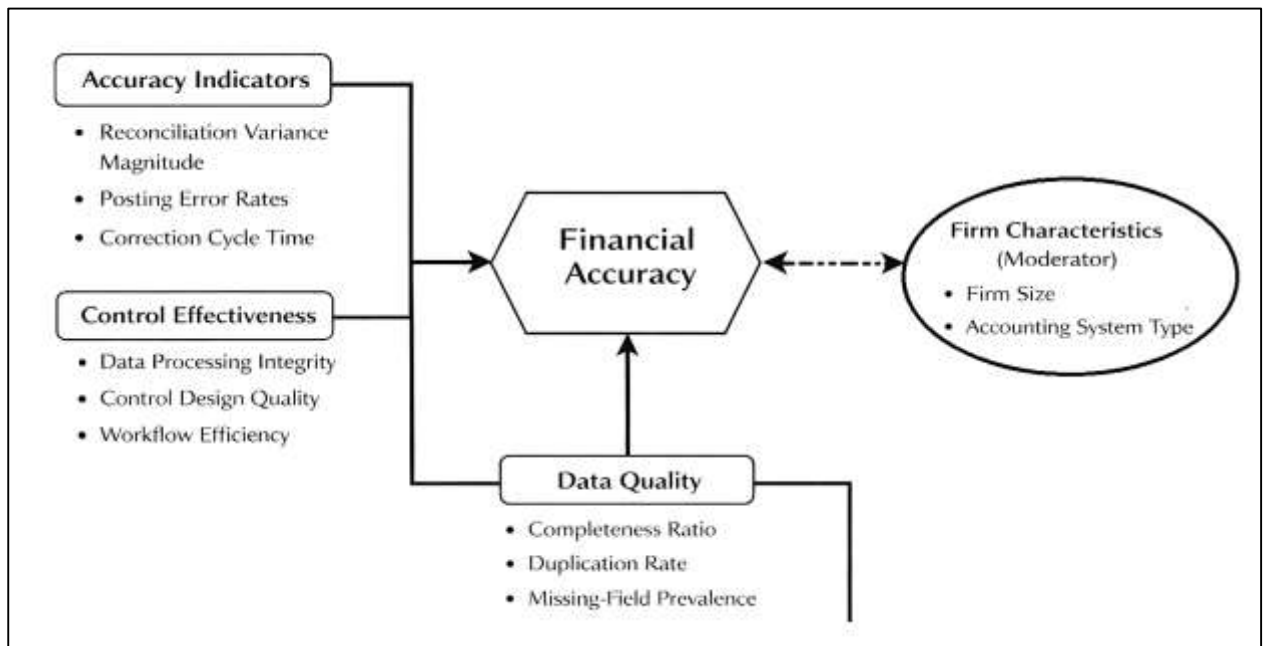 Accuracy Indicators
• Reconciliation Variance
Magnitude
• Posting Error Rates
• Correction Cycle Time
Control Effectiveness
• Data Processing Integrity
• Control Design Quality
• Workflow Efficiency
Financial
Accuracy
Data Quality
• Completeness Ratio
• Duplication Rate
• Missing-Field Prevalence
Firm Characteristics
(Moderator)
• Firm Size
• Accounting System Type